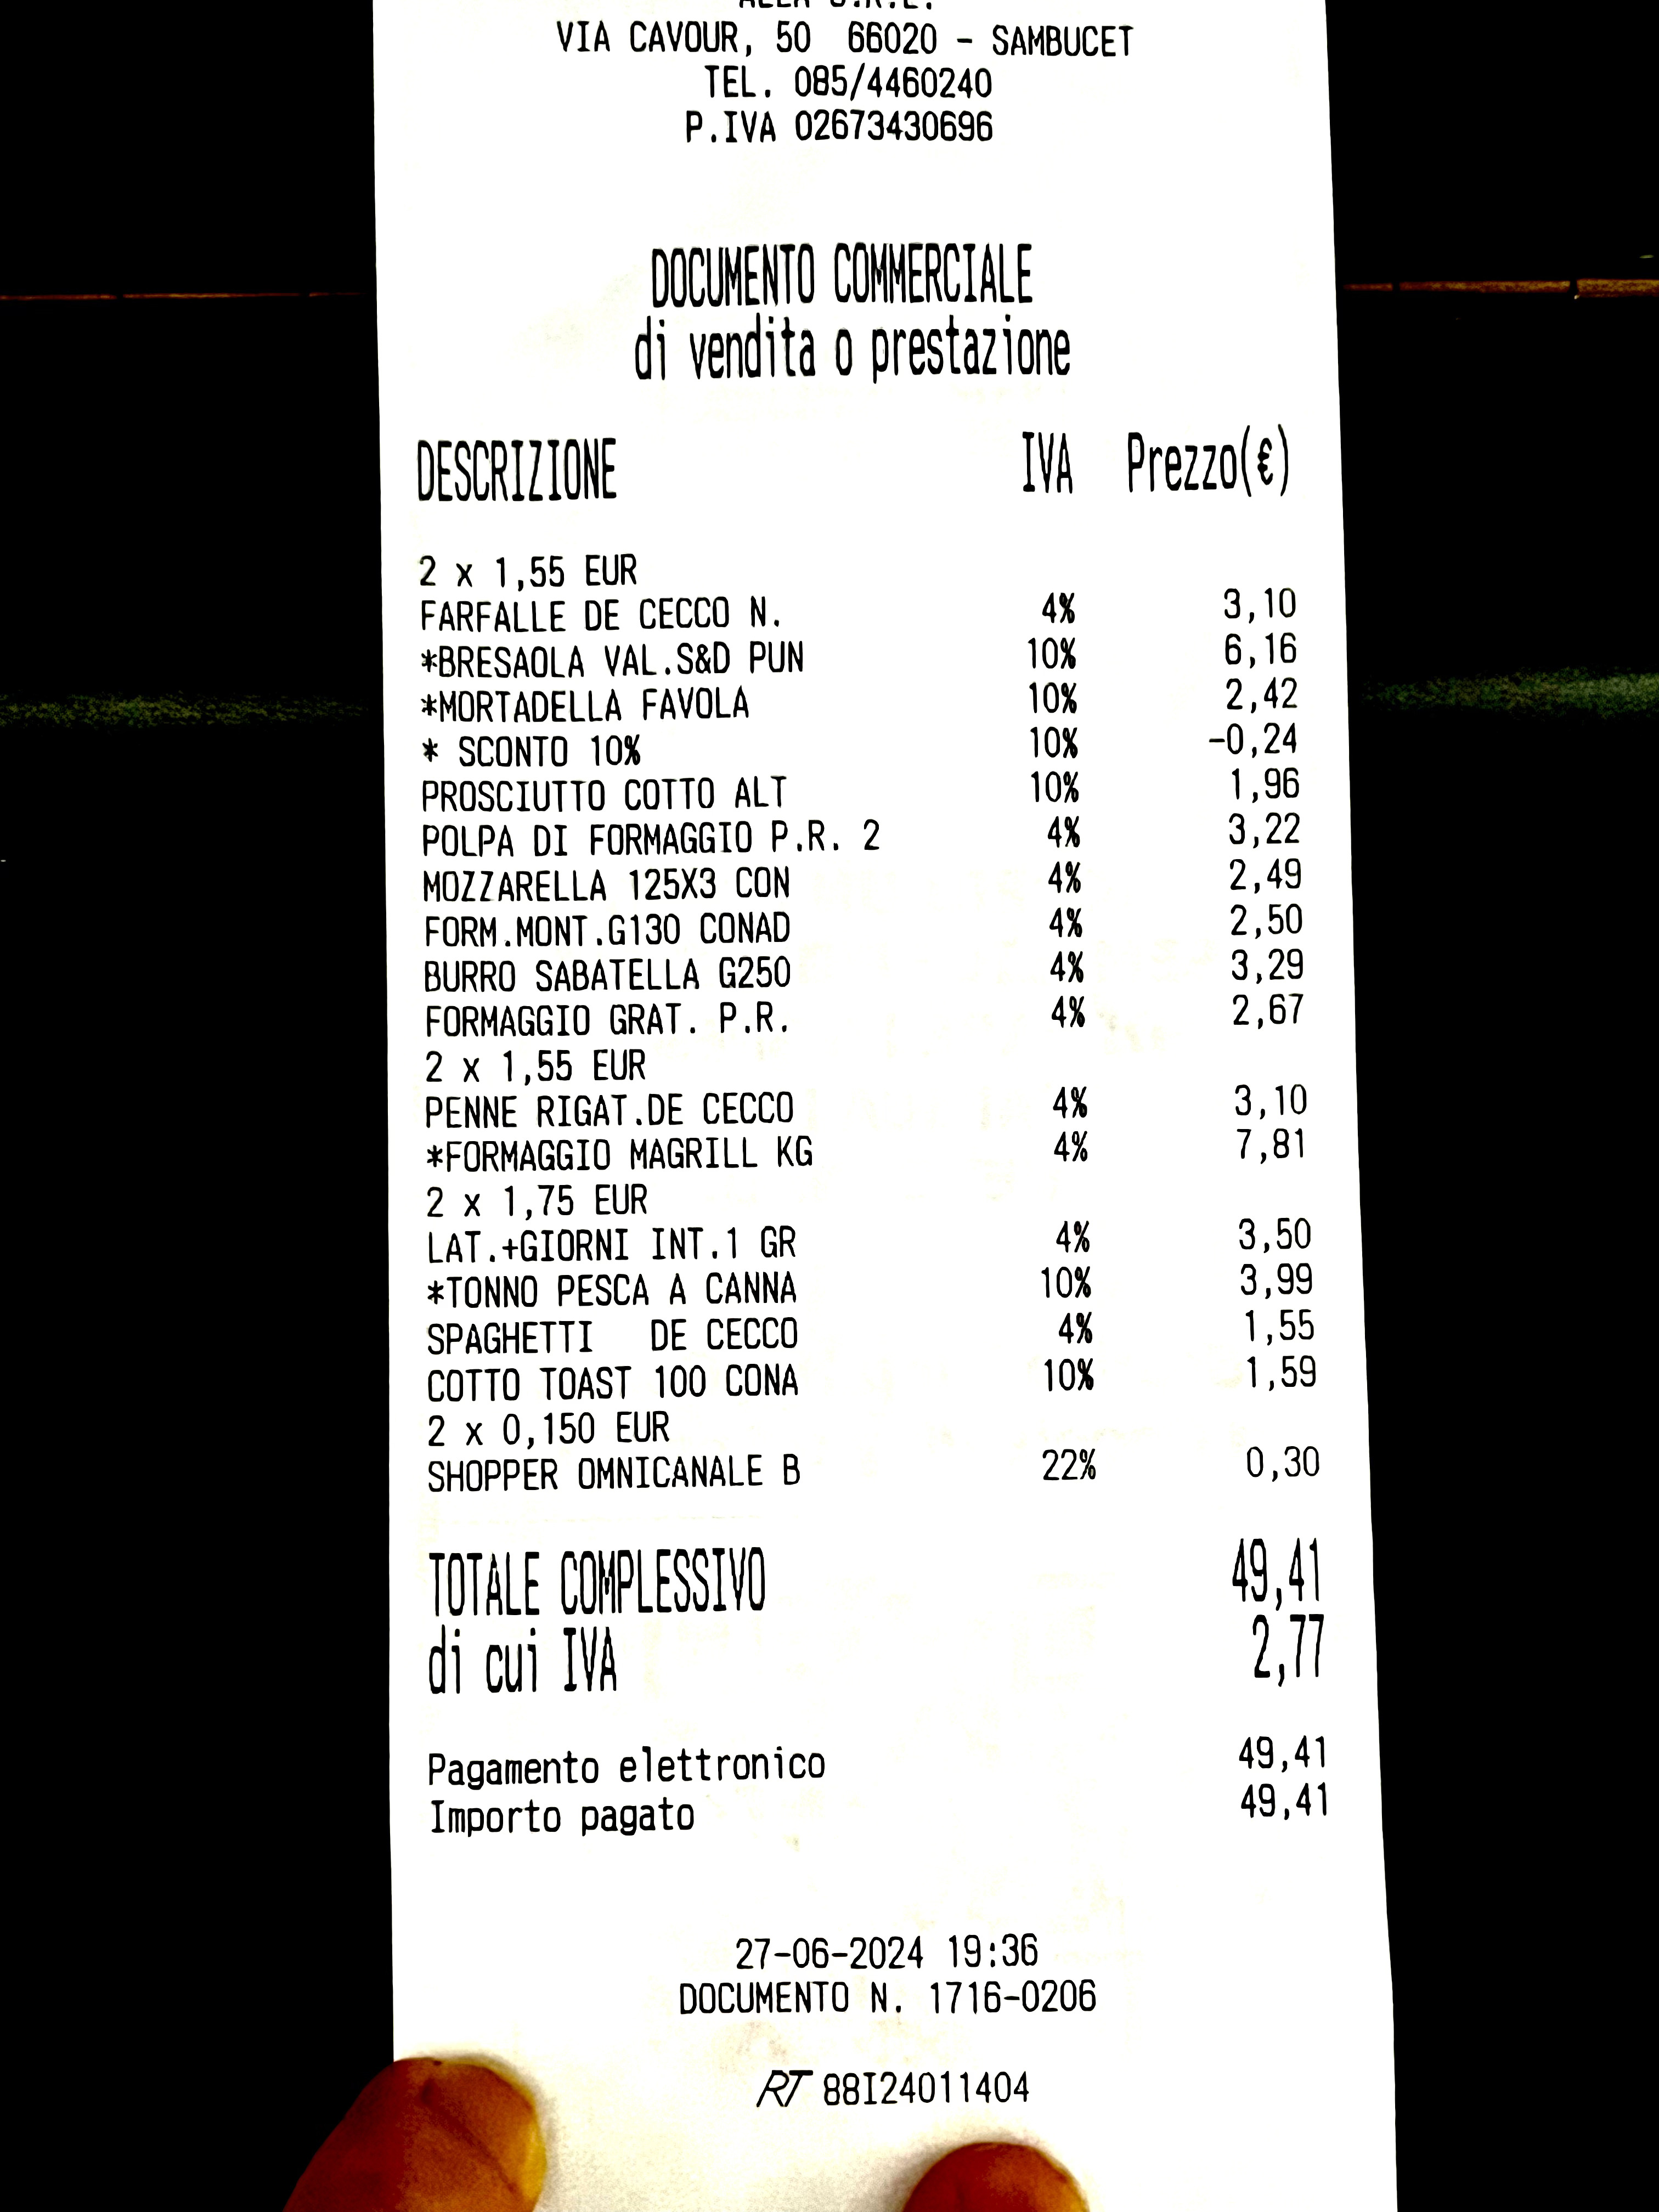 VIA CAVOUR, 50 66020 - SAMBUCET
TEL. 085/4460240
P.IVA 02673430696
DOCUMENTO COMMERCIALE
di vendita o prestazione
DESCRIZIONE IVA Prezzo(€)
2 x 1,55 EUR
FARFALLE DE CECCO N. 4% 3,10
*BRESAOLA VAL.S&D PUN 10% 6,16
*MORTADELLA FAVOLA 10% 2,42
* SCONTO 10% 10% -0,24
PROSCIUTTO COTTO ALT 10% 1,96
POLPA DI FORMAGGIO P.R. 2 4% 3,22
MOZZARELLA 125X3 CON 4% 2,49
FORM.MONT.G130 CONAD 4% 2,50
BURRO SABATELLA G250 4% 3,29
FORMAGGIO GRAT. P.R. 4% 2,67
2 x 1,55 EUR
PENNE RIGAT.DE CECCO 4% 3,10
*FORMAGGIO MAGRILL KG 4% 7,81
2 x 1,75 EUR
LAT.+GIORNI INT.1 GR 4% 3,50
*TONNO PESCA A CANNA 10% 3,99
SPAGHETTI DE CECCO 4% 1,55
COTTO TOAST 100 CONA 10% 1,59
2 x 0,150 EUR
SHOPPER OMNICANALE B 22% 0,30
TOTALE COMPLESSIVO 49,41
di cui IVA 2,77
Pagamento elettronico 49,41
Importo pagato 49,41
27-06-2024 19:36
DOCUMENTO N. 1716-0206
RT 88I24011404